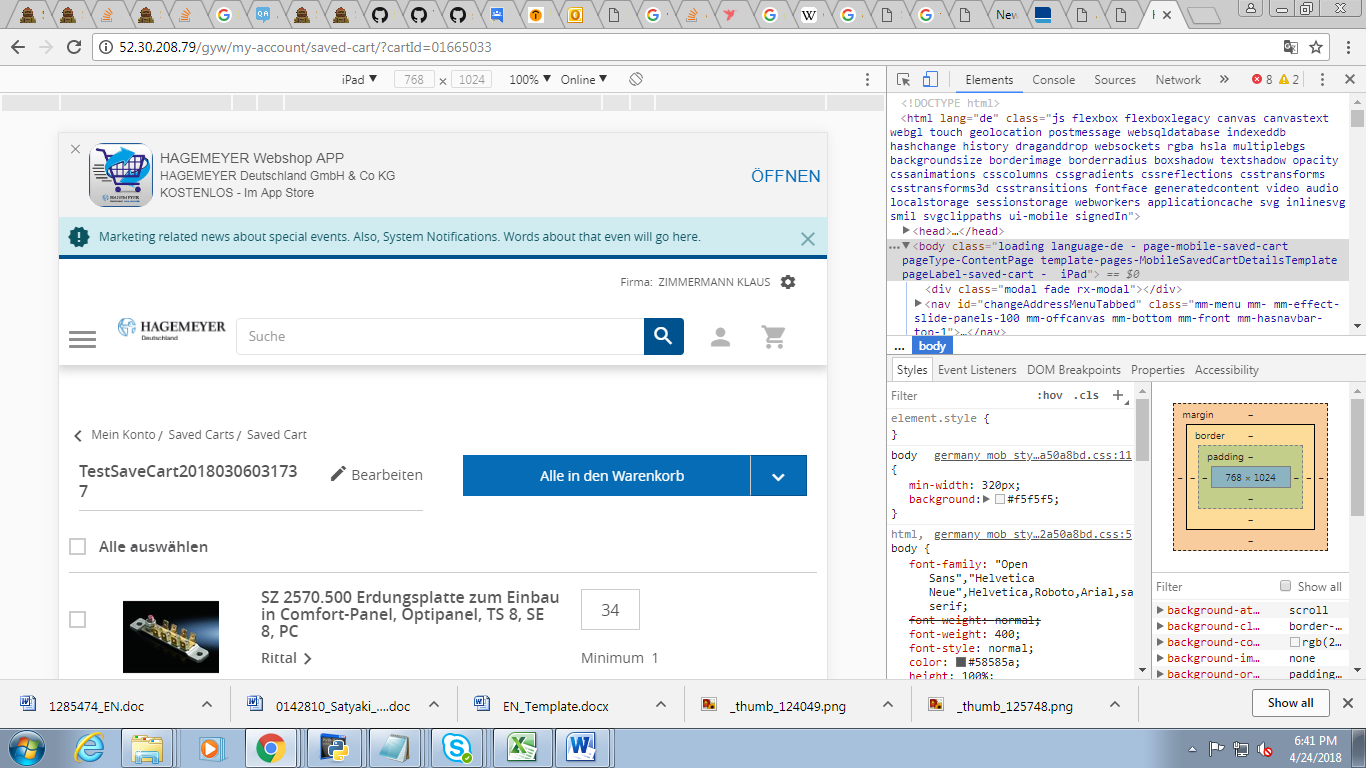 New
52.30.208.79/gyw/my-account/saved-cart/?cartId=01665033
iPad ▼ 768 × 1024 100% ▼ Online ▼
HAGEMEYER Webshop APP
HAGEMEYER Deutschland GmbH & Co KG
KOSTENLOS - Im App Store
ÖFFNEN
Marketing related news about special events. Also, System Notifications. Words about that even will go here.
Firma: ZIMMERMANN KLAUS
HAGEMEYER
Deutschland
Suche
Mein Konto / Saved Carts / Saved Cart
TestSaveCart2018030603173
7
Bearbeiten
Alle in den Warenkorb
Alle auswählen
SZ 2570.500 Erdungsplatte zum Einbau
in Comfort-Panel, Optipanel, TS 8, SE
8, PC
Rittal
34
Minimum 1
Elements Console Sources Network » 8 2
<!DOCTYPE html>
<html lang="de" class="js flexbox flexboxlegacy canvas canvastext
webgl touch geolocation postmessage websqldatabase indexeddb
hashchange history draganddrop websockets rgba hsla multiplebgs
backgroundsize borderimage borderradius boxshadow textshadow opacity
cssanimations csscolumns cssgradients cssreflections csstransforms
csstransforms3d csstransitions fontface generatedcontent video audio
localstorage sessionstorage webworkers applicationcache svg inlinesvg
smil svgclippaths ui-mobile signedIn">
▶<head>…</head>
…▼<body class="loading language-de - page-mobile-saved-cart
pageType-ContentPage template-pages-MobileSavedCartDetailsTemplate
pageLabel-saved-cart -  iPad"> == $0
<div class="modal fade rx-modal"></div>
▶<nav id="changeAddressMenuTabbed" class="mm-menu mm- mm-effect-
slide-panels-100 mm-offcanvas mm-bottom mm-front mm-hasnavbar-
top-1">…</nav>
... body
Styles Event Listeners DOM Breakpoints Properties Accessibility
Filter :hov .cls +
element.style {
}
body germany_mob_sty…a50a8bd.css:11
{
min-width: 320px;
background:▶ #f5f5f5;
}
html, germany_mob_sty…2a50a8bd.css:5
body {
font-family: "Open
Sans","Helvetica
Neue",Helvetica,Roboto,Arial,sa
serif;
font-weight: normal;
font-weight: 400;
font-style: normal;
color: #58585a;
height: 100%;
margin –
border –
padding –
– – – 768 × 1024 – – –
–
–
–
Filter Show all
▶ background-at… scroll
▶ background-cl… border-…
▶ background-co… rgb(2…
▶ background-im… none
▶ background-or… padding…
1285474_EN.doc
0142810_Satyaki_....doc
EN_Template.docx
_thumb_124049.png
_thumb_125748.png
Show all
6:41 PM
4/24/2018